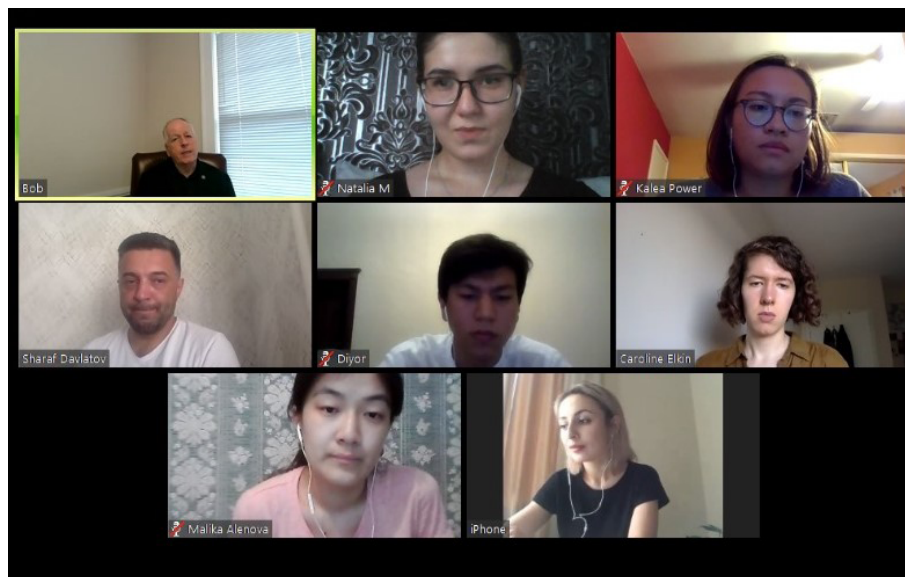 Bob
Natalia M
Kalea Power
Sharaf Davlatov
Diyor
Caroline Elkin
Malika Alenova
iPhone